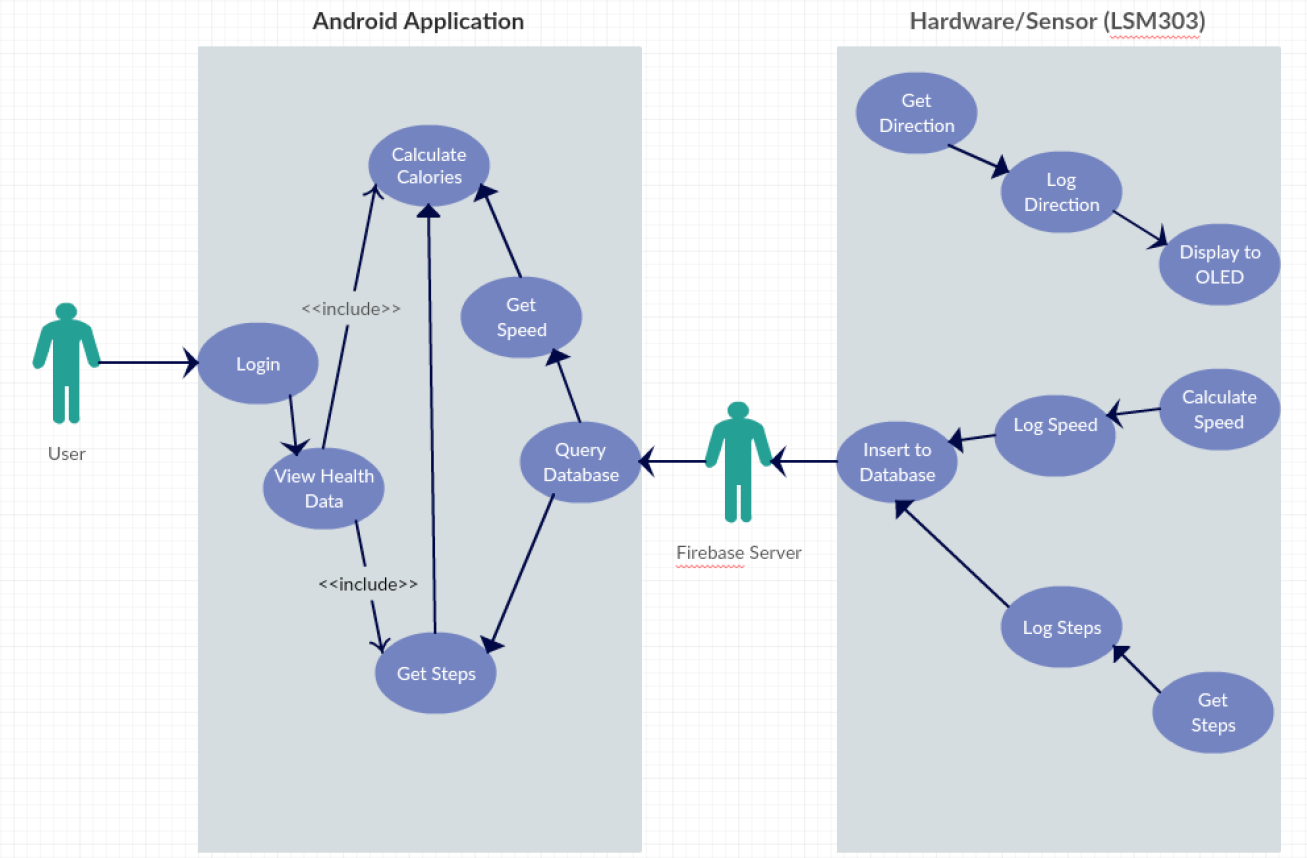 Android Application
Hardware/Sensor (LSM303)
Calculate
Calories
<<include>>
Get
Speed
Login
User
View Health
Data
Query
Database
<<include>>
Get Steps
Firebase Server
Get
Direction
Log
Direction
Display to
OLED
Calculate
Speed
Log Speed
Insert to
Database
Log Steps
Get
Steps